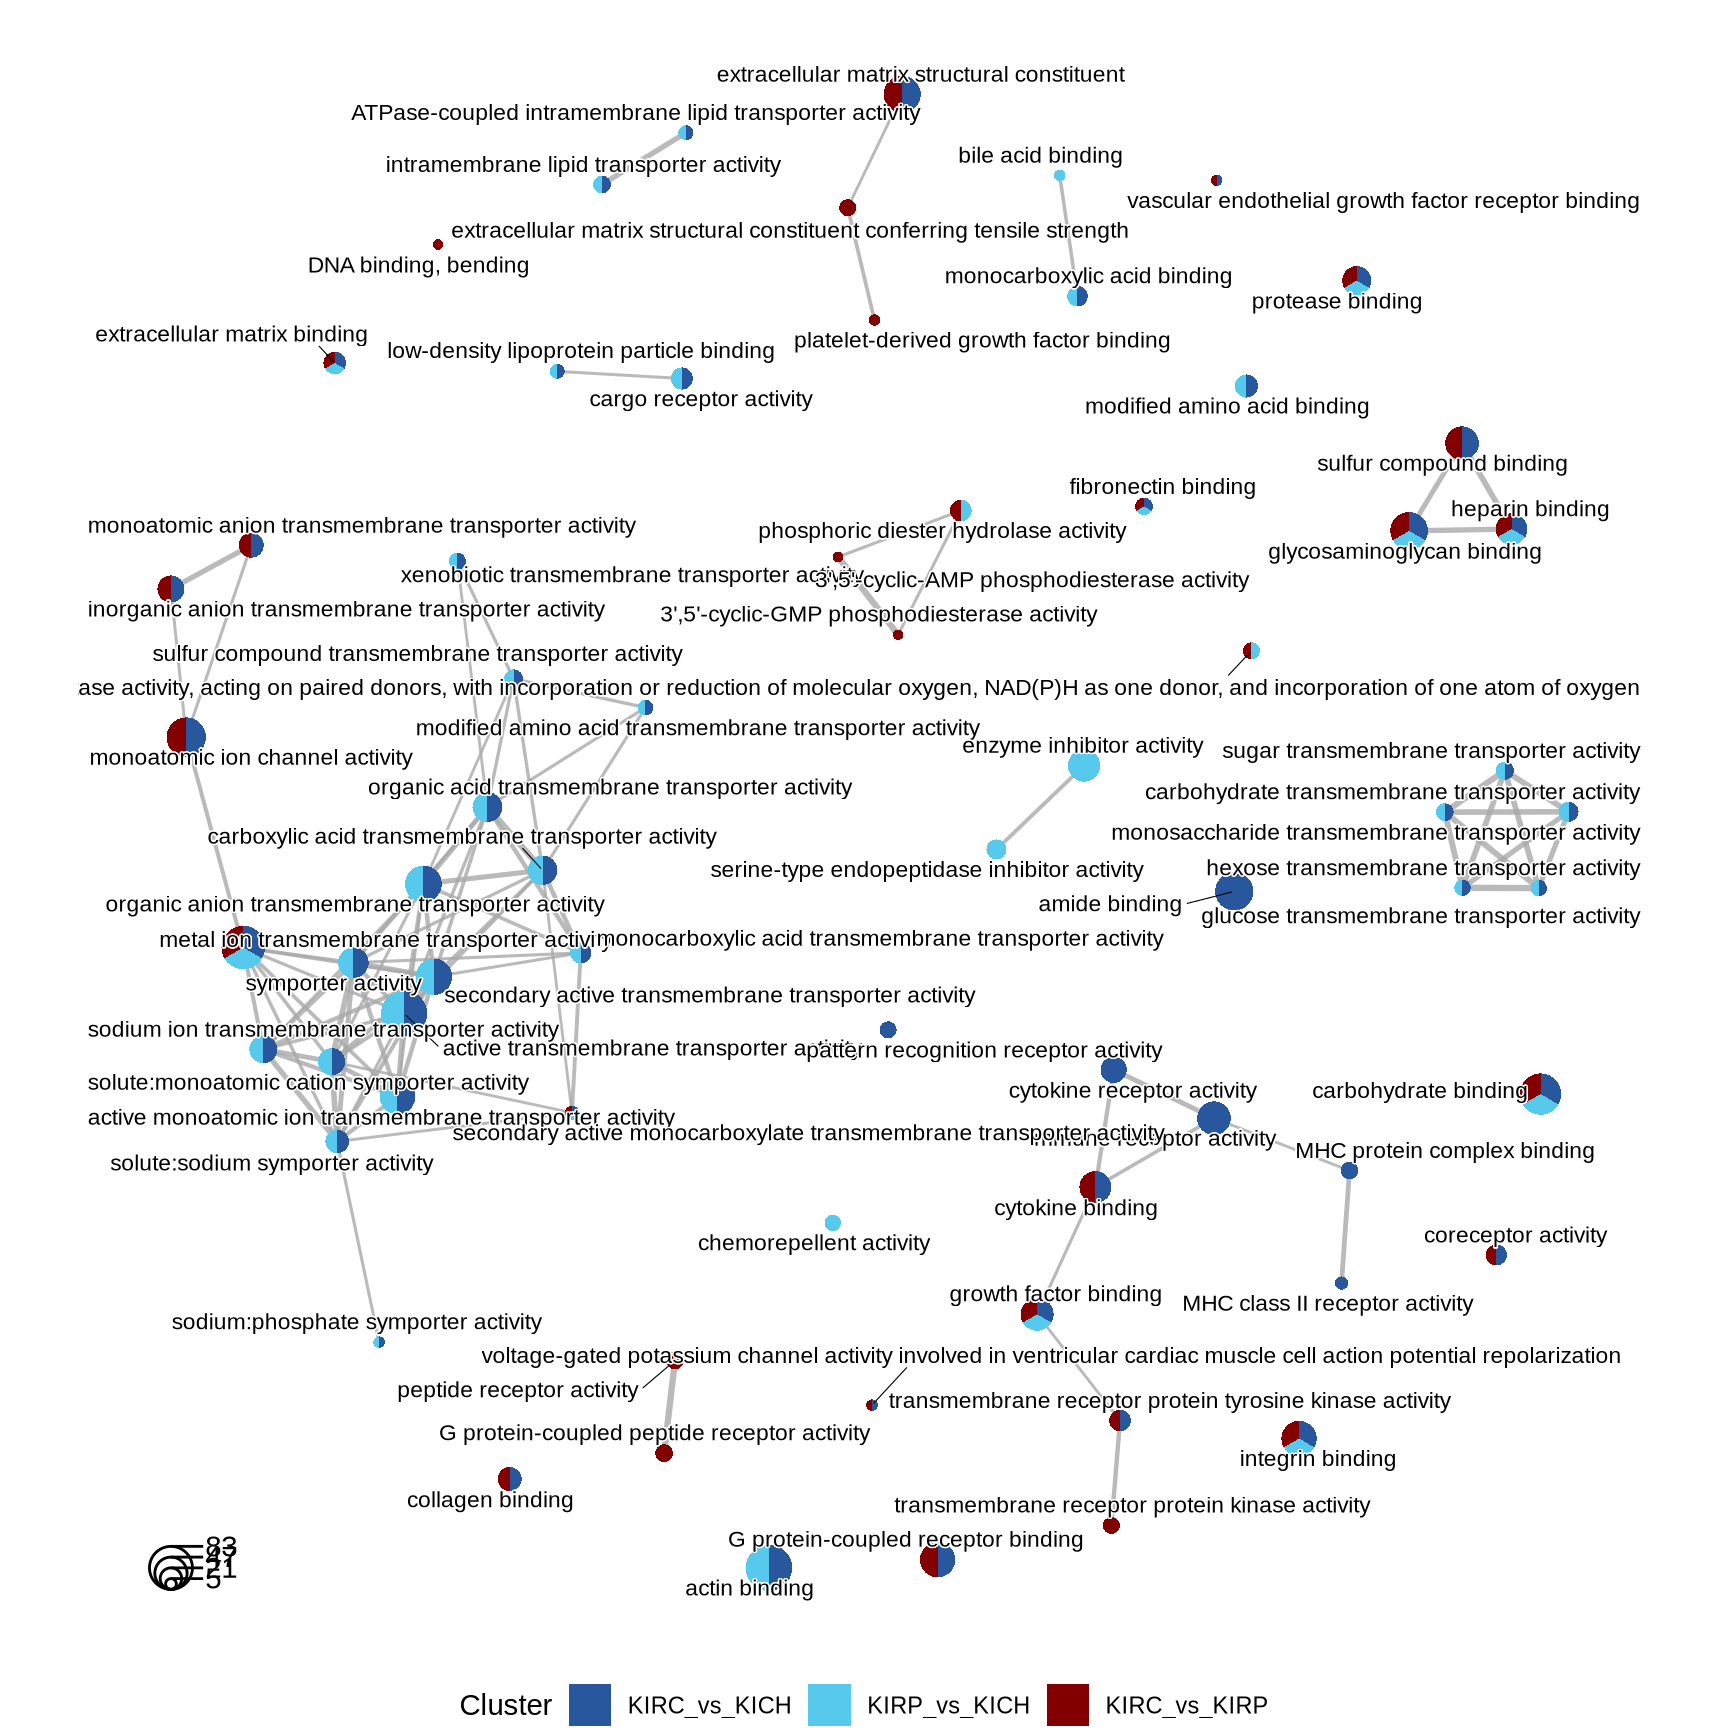 extracellular matrix structural constituent
ATPase-coupled intramembrane lipid transporter activity
bile acid binding
intramembrane lipid transporter activity
vascular endothelial growth factor receptor binding
extracellular matrix structural constituent conferring tensile strength
DNA binding, bending
monocarboxylic acid binding
protease binding
extracellular matrix binding
platelet-derived growth factor binding
low-density lipoprotein particle binding
cargo receptor activity
modified amino acid binding
sulfur compound binding
fibronectin binding
heparin binding
monoatomic anion transmembrane transporter activity
phosphoric diester hydrolase activity
glycosaminoglycan binding
xenobiotic transmembrane transporter activity
3',5'-cyclic-AMP phosphodiesterase activity
inorganic anion transmembrane transporter activity
3',5'-cyclic-GMP phosphodiesterase activity
sulfur compound transmembrane transporter activity
ase activity, acting on paired donors, with incorporation or reduction of molecular oxygen, NAD(P)H as one donor, and incorporation of one atom of oxygen
modified amino acid transmembrane transporter activity
enzyme inhibitor activity
sugar transmembrane transporter activity
monoatomic ion channel activity
organic acid transmembrane transporter activity
carbohydrate transmembrane transporter activity
carboxylic acid transmembrane transporter activity
monosaccharide transmembrane transporter activity
serine-type endopeptidase inhibitor activity
hexose transmembrane transporter activity
organic anion transmembrane transporter activity
amide binding
glucose transmembrane transporter activity
metal ion transmembrane transporter activity
monocarboxylic acid transmembrane transporter activity
symporter activity
secondary active transmembrane transporter activity
sodium ion transmembrane transporter activity
active transmembrane transporter activity
pattern recognition receptor activity
solute:monoatomic cation symporter activity
cytokine receptor activity
carbohydrate binding
active monoatomic ion transmembrane transporter activity
secondary active monocarboxylate transmembrane transporter activity
immune receptor activity
MHC protein complex binding
solute:sodium symporter activity
cytokine binding
chemorepellent activity
coreceptor activity
growth factor binding
MHC class II receptor activity
sodium:phosphate symporter activity
voltage-gated potassium channel activity involved in ventricular cardiac muscle cell action potential repolarization
peptide receptor activity
transmembrane receptor protein tyrosine kinase activity
G protein-coupled peptide receptor activity
integrin binding
collagen binding
transmembrane receptor protein kinase activity
G protein-coupled receptor binding
actin binding
83
21
5
Cluster
KIRC_vs_KICH
KIRP_vs_KICH
KIRC_vs_KIRP